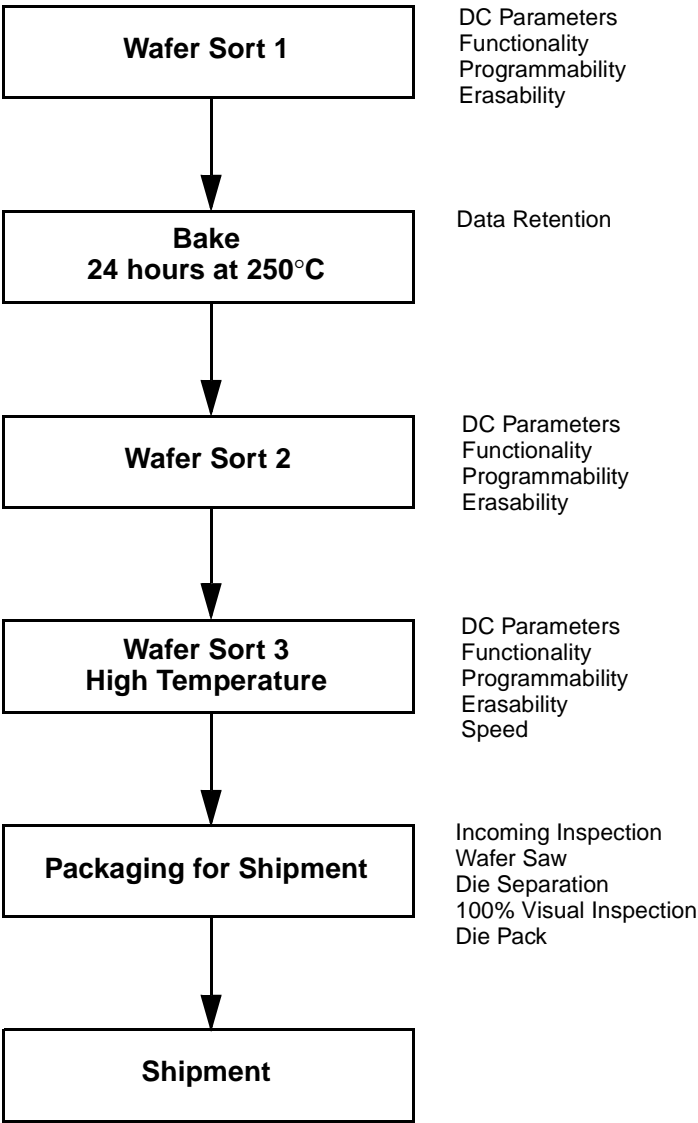 Wafer Sort 1
DC Parameters
Functionality
Programmability
Erasability
Bake
24 hours at 250°C
Data Retention
Wafer Sort 2
DC Parameters
Functionality
Programmability
Erasability
Wafer Sort 3
High Temperature
DC Parameters
Functionality
Programmability
Erasability
Speed
Packaging for Shipment
Incoming Inspection
Wafer Saw
Die Separation
100% Visual Inspection
Die Pack
Shipment